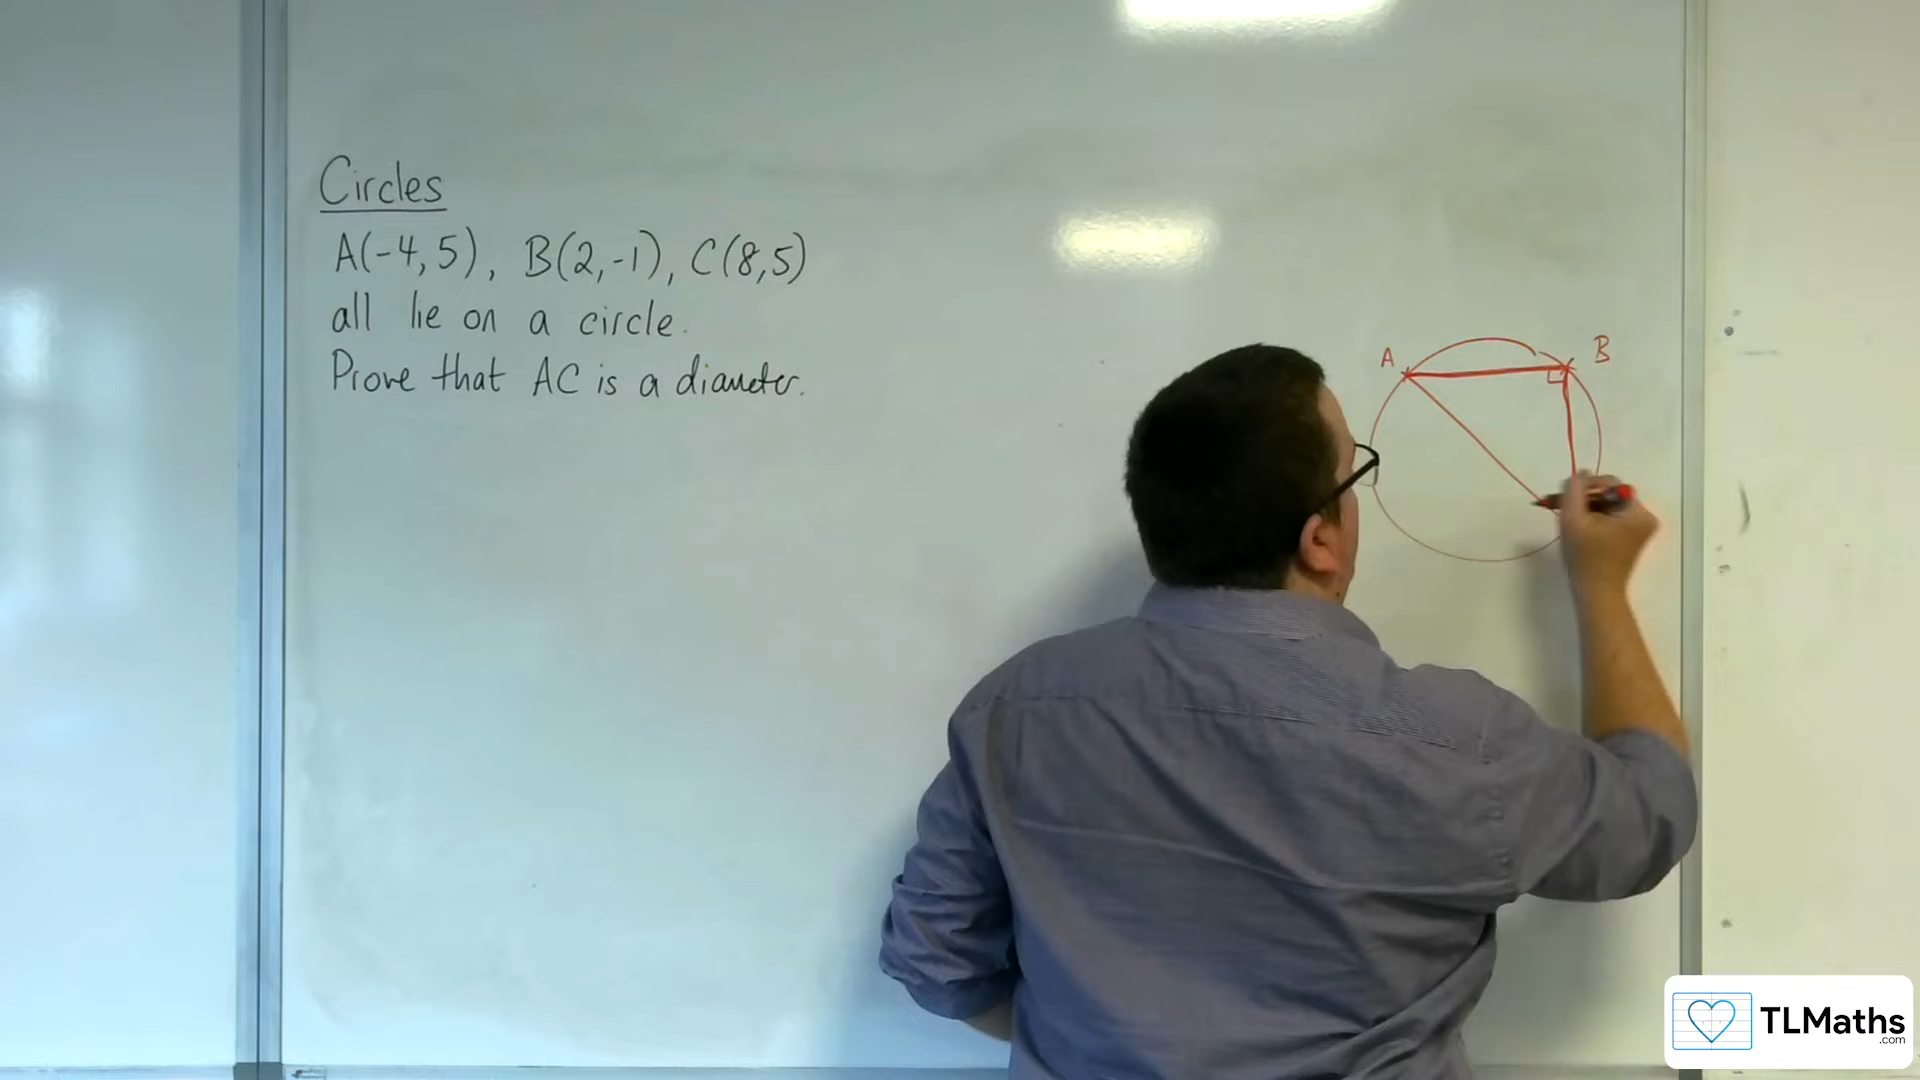 Circles
A(-4,5), B(2,-1), C(8,5)
all lie on a circle.
Prove that AC is a diameter.
A
B
TLMaths
.com